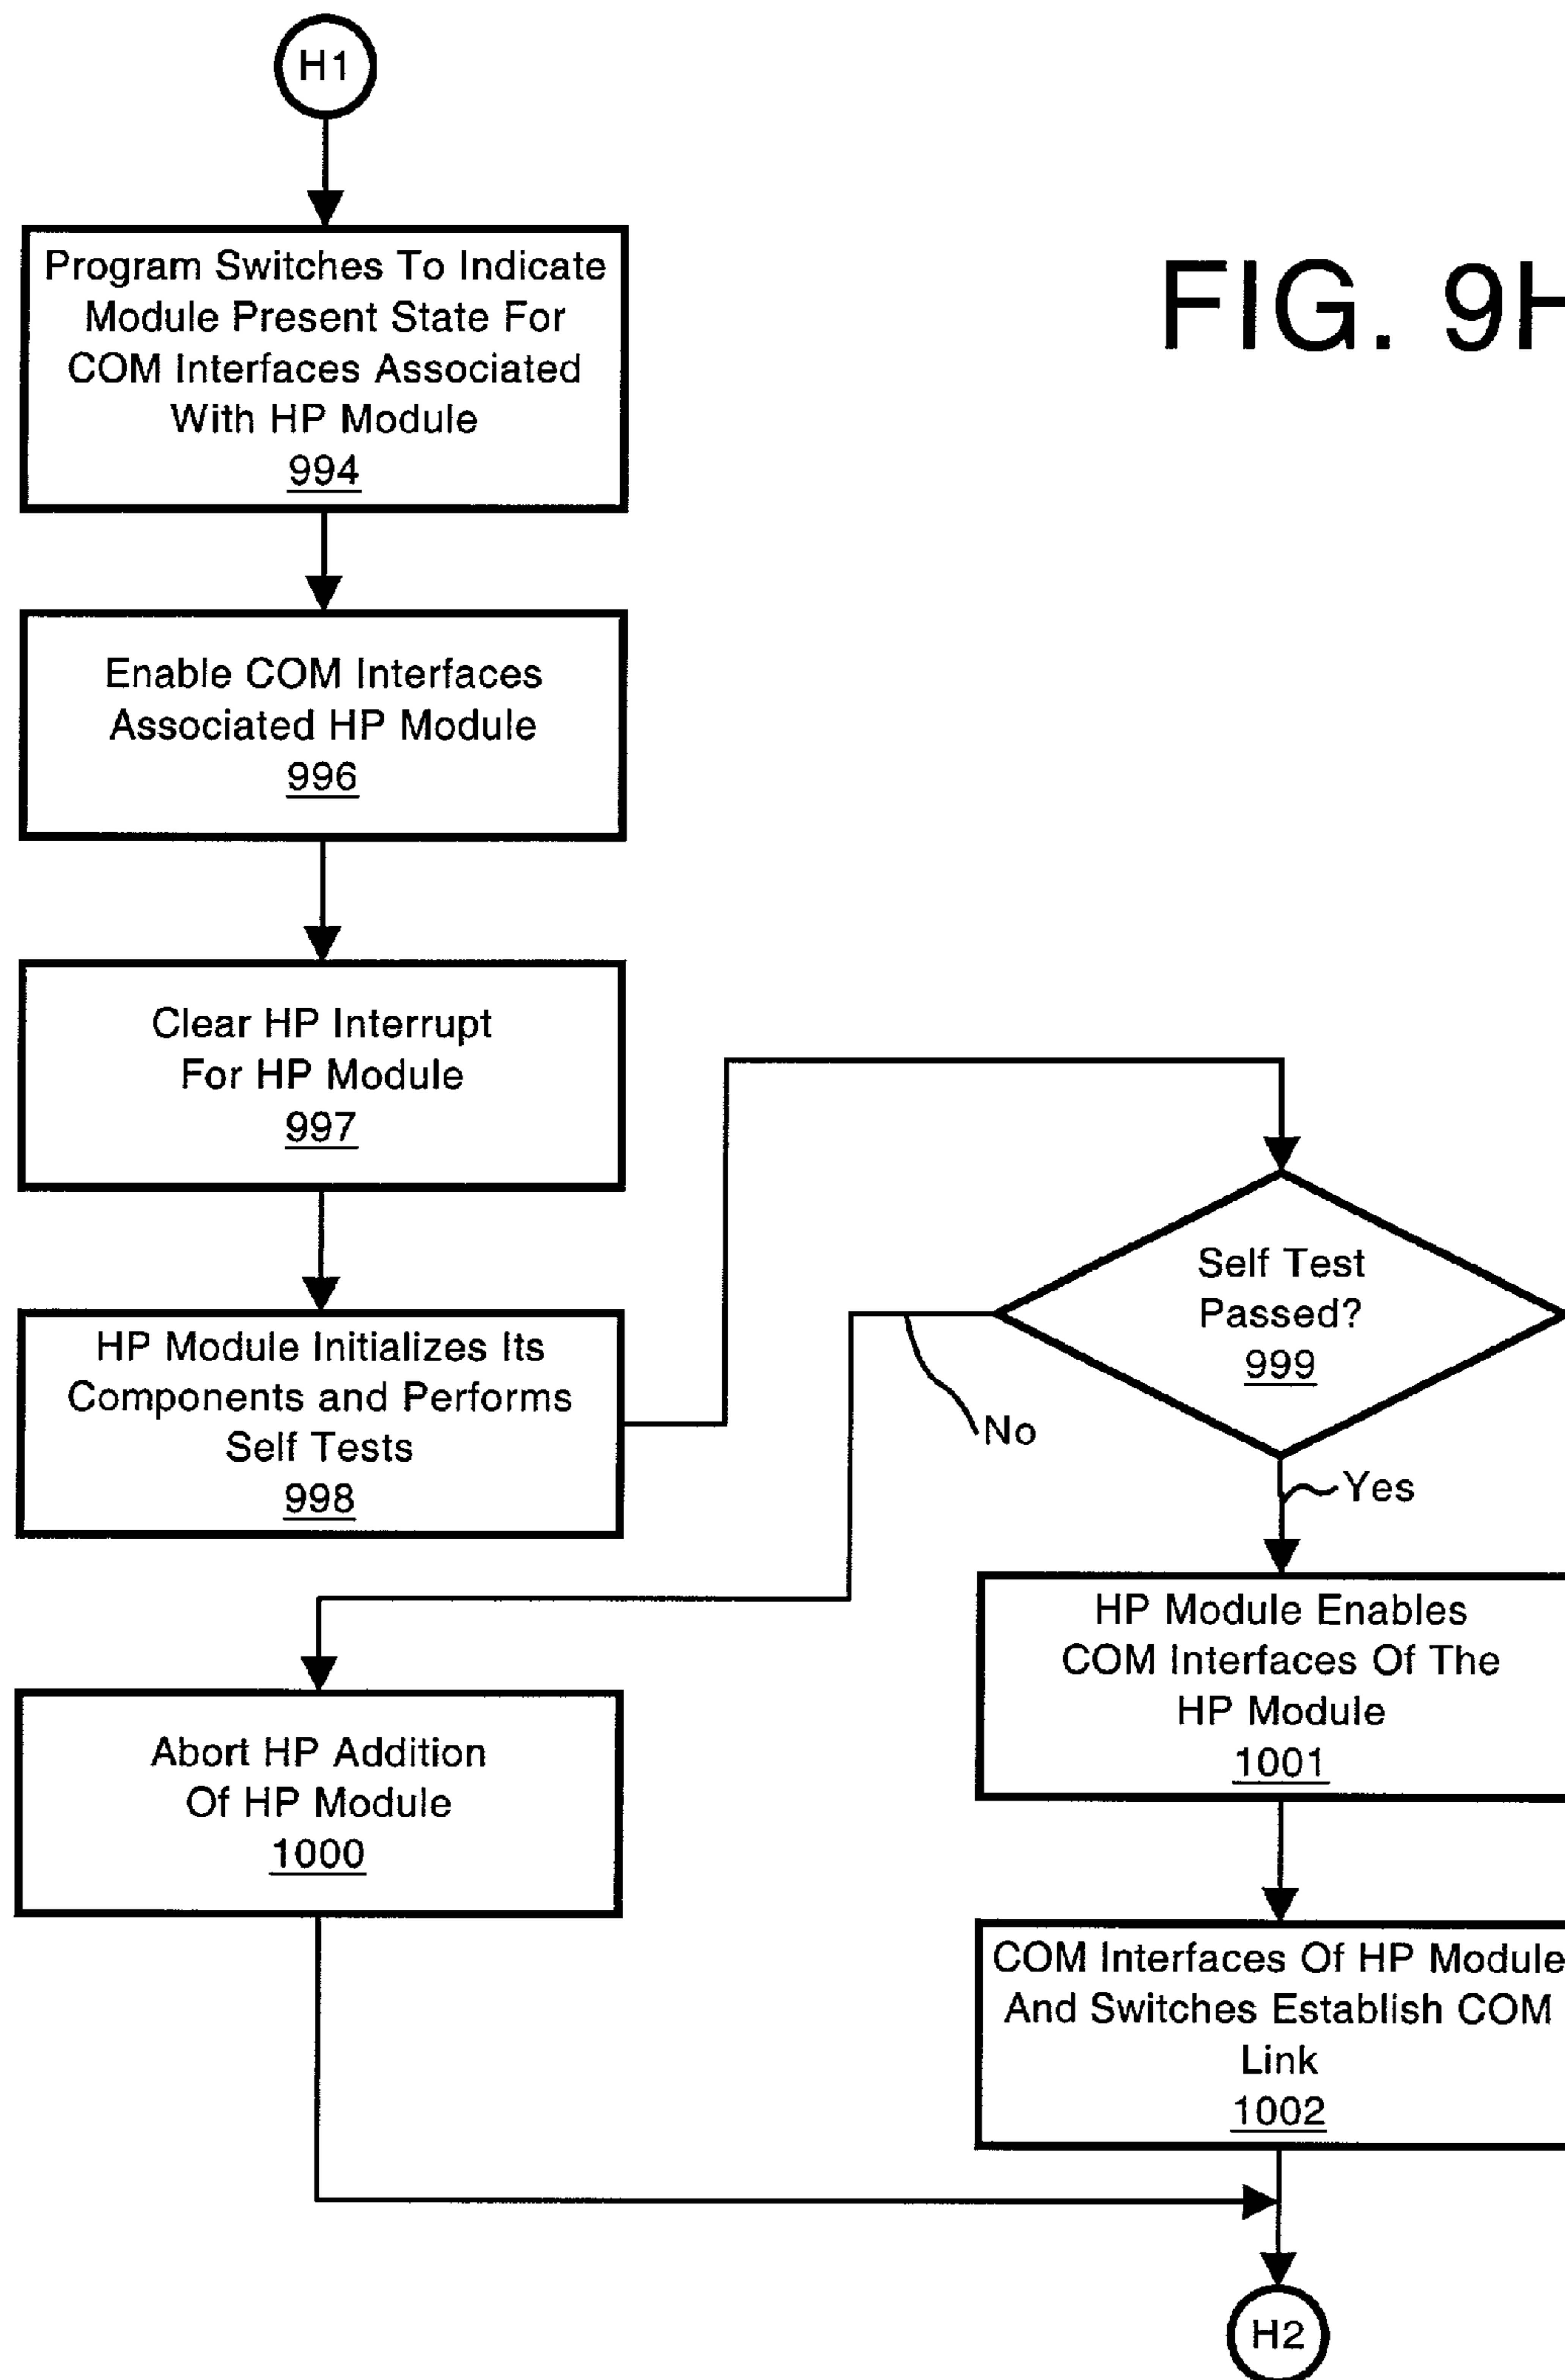 H1
Program Switches To Indicate
Module Present State For
COM Interfaces Associated
With HP Module
994
FIG. 9H
Enable COM Interfaces
Associated HP Module
996
Clear HP Interrupt
For HP Module
997
HP Module Initializes Its
Components and Performs
Self Tests
998
Self Test
Passed?
999
No
Yes
Abort HP Addition
Of HP Module
1000
HP Module Enables
COM Interfaces Of The
HP Module
1001
COM Interfaces Of HP Module
And Switches Establish COM
Link
1002
H2